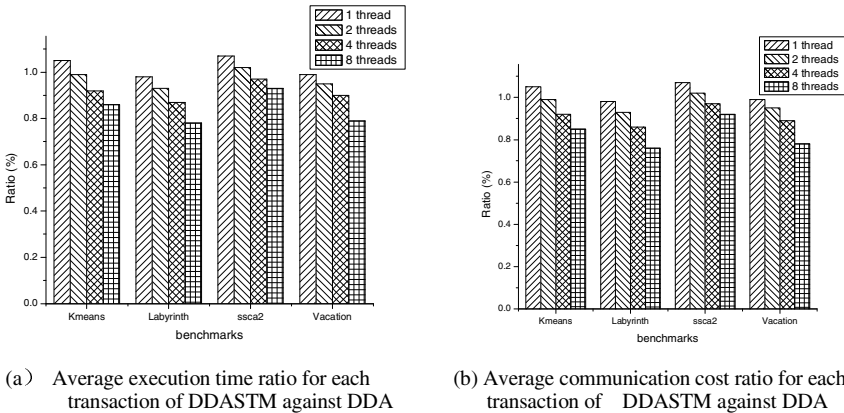 1 thread
2 threads
4 threads
8 threads
Ratio (%)
1.0
0.8
0.6
0.4
0.2
0.0
Kmeans
Labyrinth
ssca2
Vacation
benchmarks
(a) Average execution time ratio for each
transaction of DDASTM against DDA
1 thread
2 threads
4 threads
8 threads
Ratio (%)
1.0
0.8
0.6
0.4
0.2
0.0
Kmeans
Labyrinth
ssca2
Vacation
benchmarks
(b) Average communication cost ratio for each
transaction of DDASTM against DDA